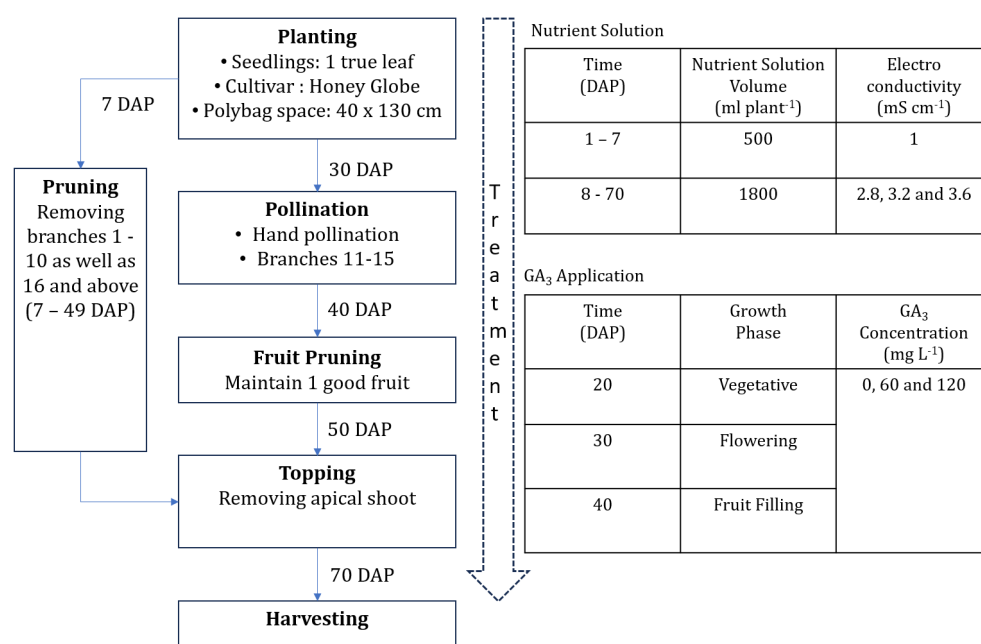 Planting
• Seedlings: 1 true leaf
• Cultivar : Honey Globe
• Polybag space: 40 x 130 cm
7 DAP
30 DAP
Pruning
Removing
branches 1 -
10 as well as
16 and above
(7 – 49 DAP)
Pollination
• Hand pollination
• Branches 11-15
40 DAP
Fruit Pruning
Maintain 1 good fruit
50 DAP
Topping
Removing apical shoot
70 DAP
Harvesting
Treatment
Nutrient Solution
Time (DAP) | Nutrient Solution Volume (ml plant⁻¹) | Electro conductivity (mS cm⁻¹)
1 – 7 | 500 | 1
8 - 70 | 1800 | 2.8, 3.2 and 3.6
GA₃ Application
Time (DAP) | Growth Phase | GA₃ Concentration (mg L⁻¹)
20 | Vegetative | 0, 60 and 120
30 | Flowering
40 | Fruit Filling